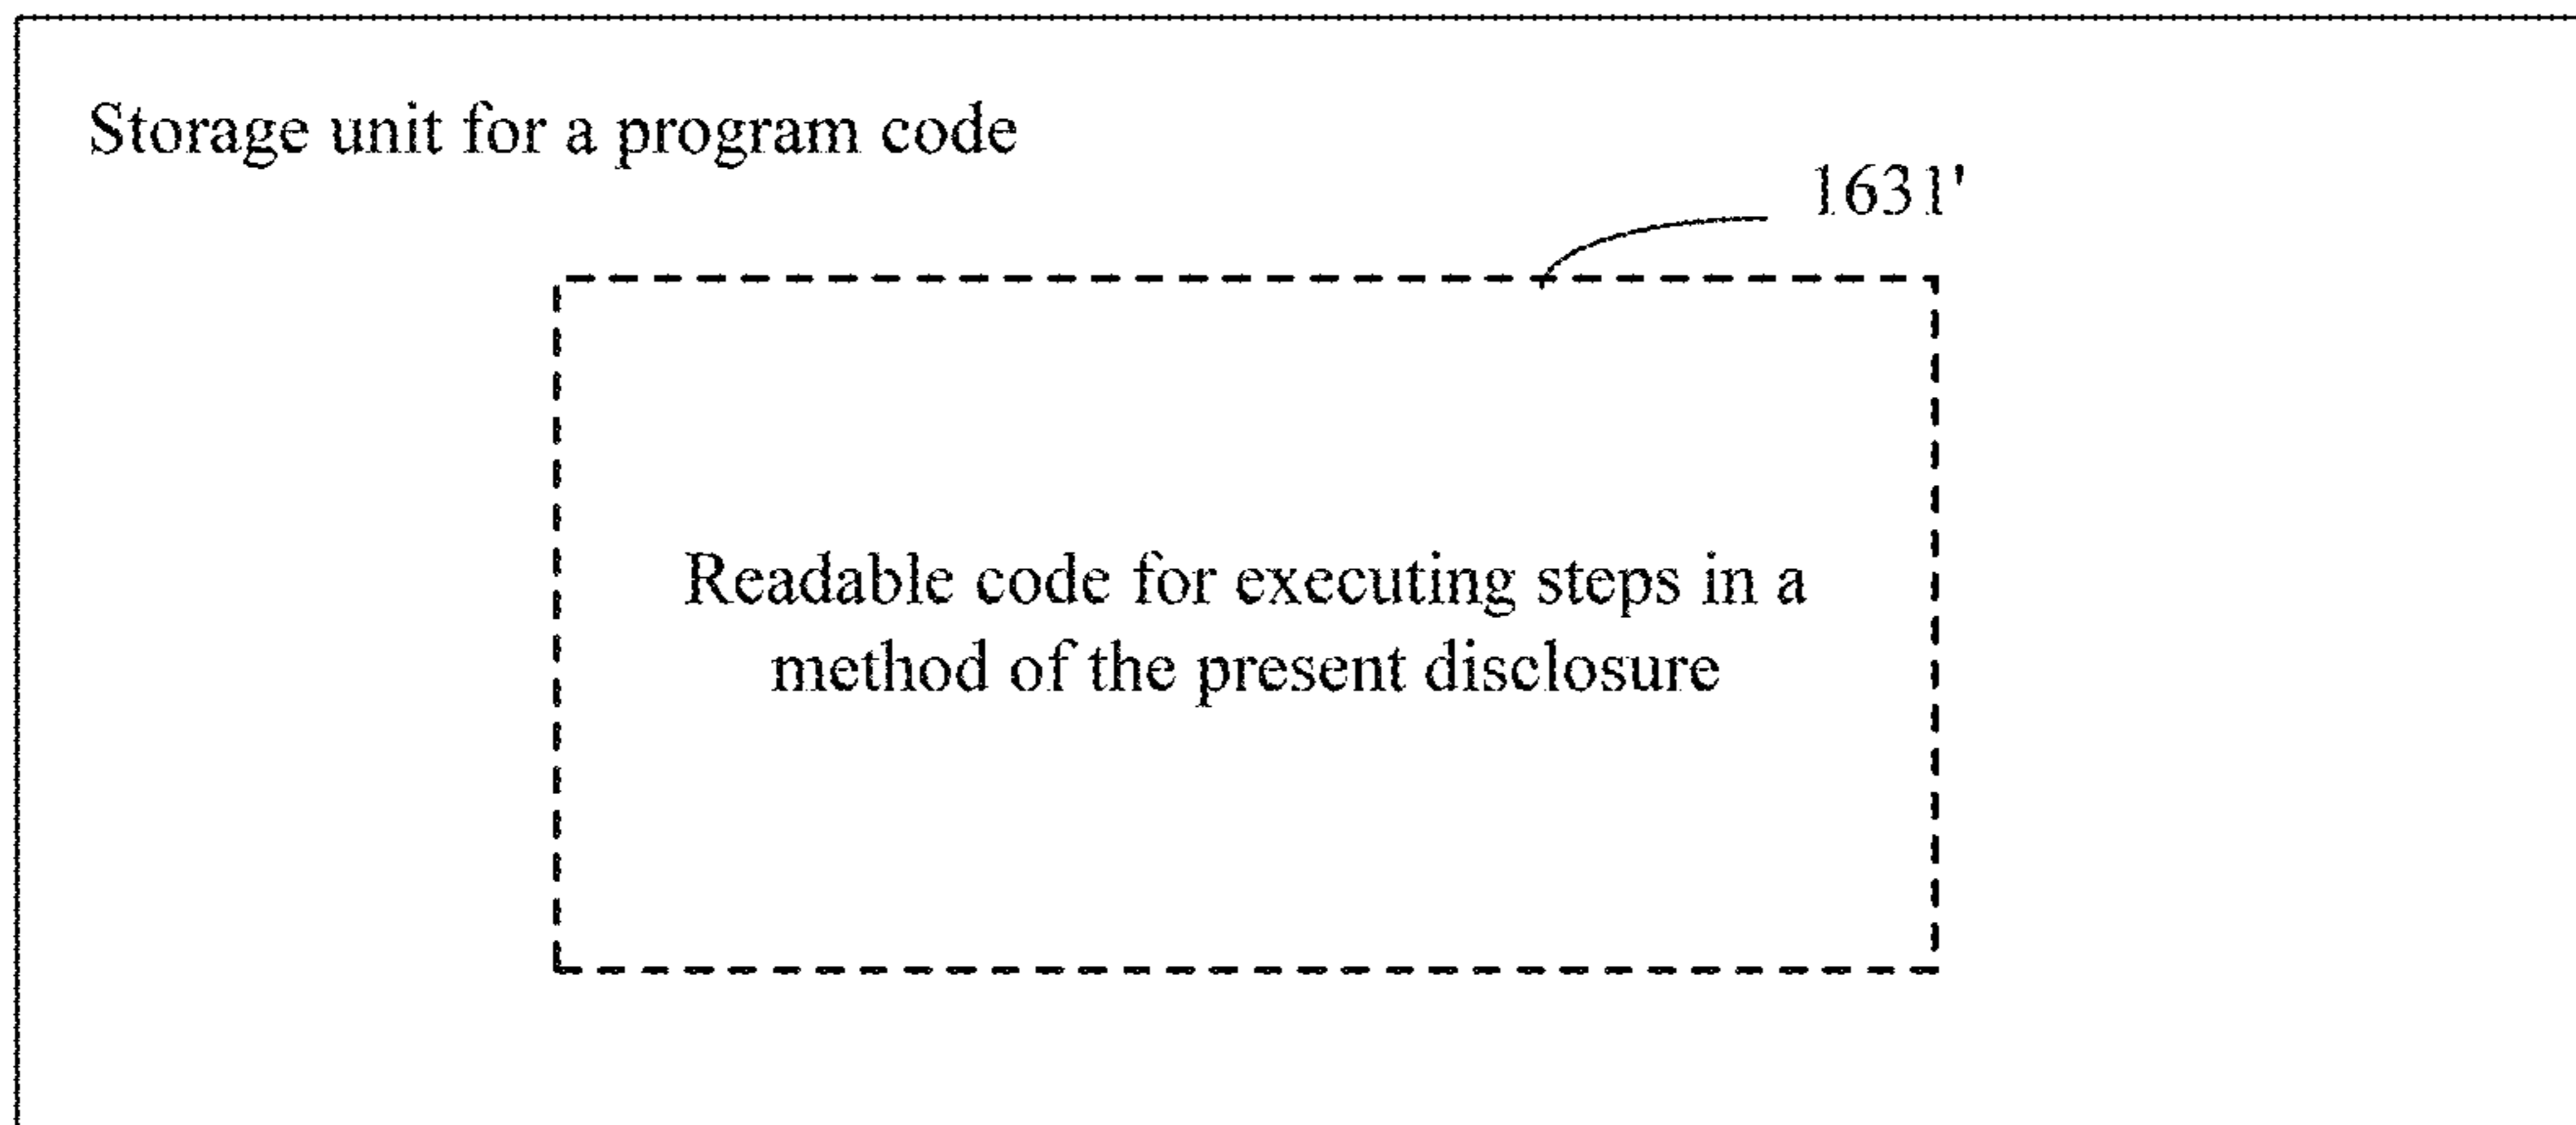 Storage unit for a program code
1631'
Readable code for executing steps in a
method of the present disclosure